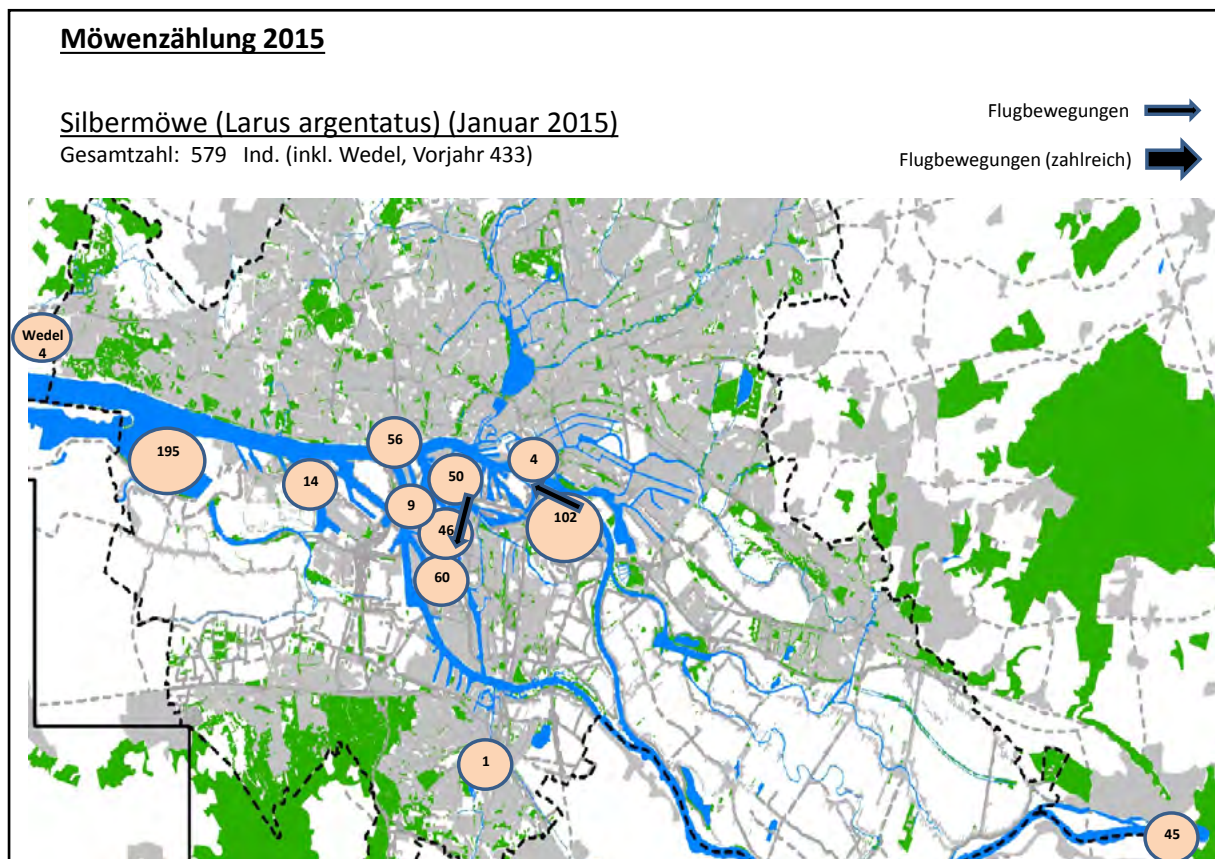 Möwenzählung 2015
Silbermöwe (Larus argentatus) (Januar 2015)
Gesamtzahl: 579 Ind. (inkl. Wedel, Vorjahr 433)
Flugbewegungen
Flugbewegungen (zahlreich)
Wedel
4
195
14
56
50
4
9
46
102
60
1
45